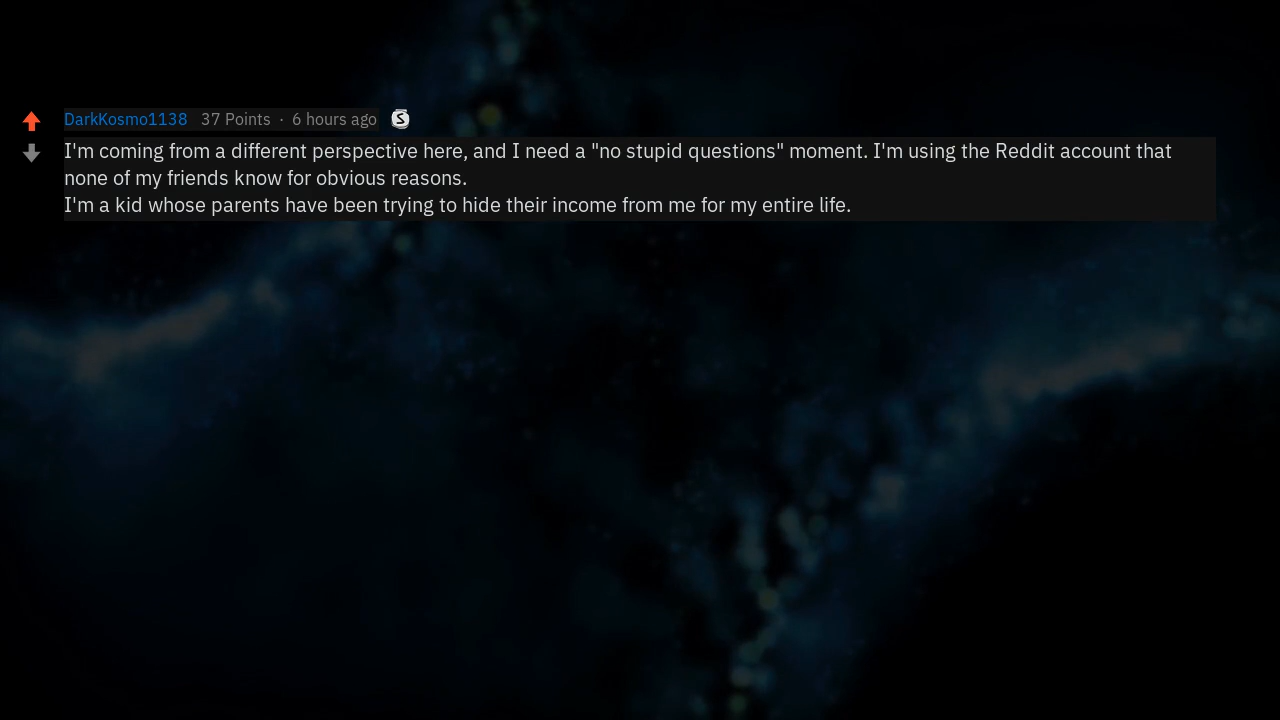 DarkKosmo1138 37 Points · 6 hours ago S
I'm coming from a different perspective here, and I need a "no stupid questions" moment. I'm using the Reddit account that
none of my friends know for obvious reasons.
I'm a kid whose parents have been trying to hide their income from me for my entire life.